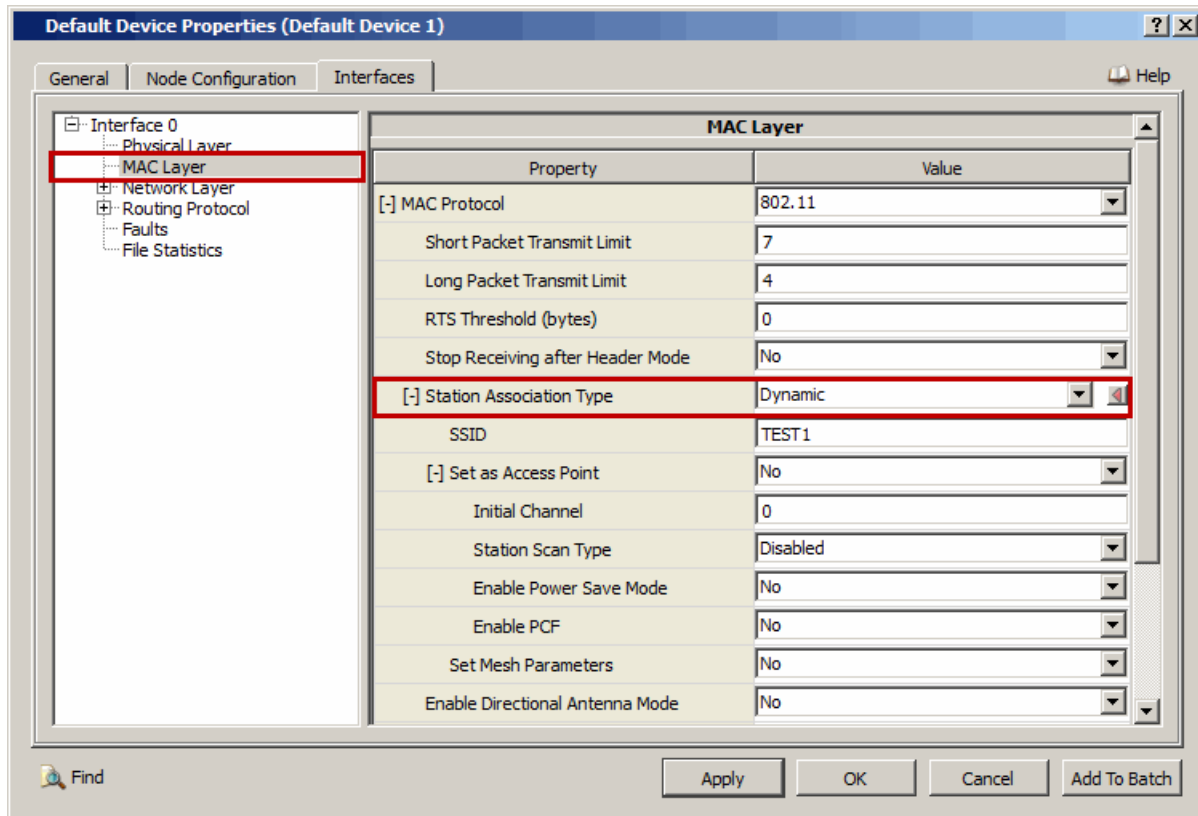 Default Device Properties (Default Device 1)
General Node Configuration Interfaces Help
Interface 0
Physical Layer
MAC Layer
Network Layer
Routing Protocol
Faults
File Statistics
MAC Layer
Property Value
[-] MAC Protocol 802.11
Short Packet Transmit Limit 7
Long Packet Transmit Limit 4
RTS Threshold (bytes) 0
Stop Receiving after Header Mode No
[-] Station Association Type Dynamic
SSID TEST1
[-] Set as Access Point No
Initial Channel 0
Station Scan Type Disabled
Enable Power Save Mode No
Enable PCF No
Set Mesh Parameters No
Enable Directional Antenna Mode No
Find Apply OK Cancel Add To Batch